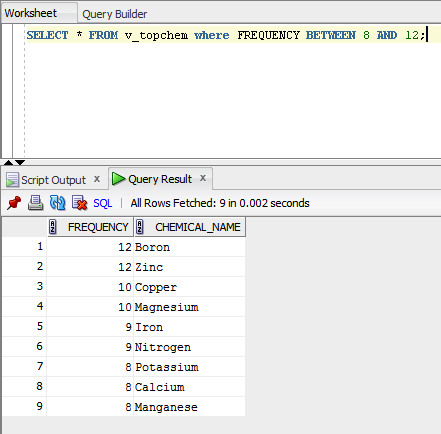 Worksheet Query Builder
SELECT * FROM v_topchem where FREQUENCY BETWEEN 8 AND 12;
Script Output x Query Result x
SQL All Rows Fetched: 9 in 0.002 seconds
FREQUENCY CHEMICAL_NAME
1 12 Boron
2 12 Zinc
3 10 Copper
4 10 Magnesium
5 9 Iron
6 9 Nitrogen
7 8 Potassium
8 8 Calcium
9 8 Manganese